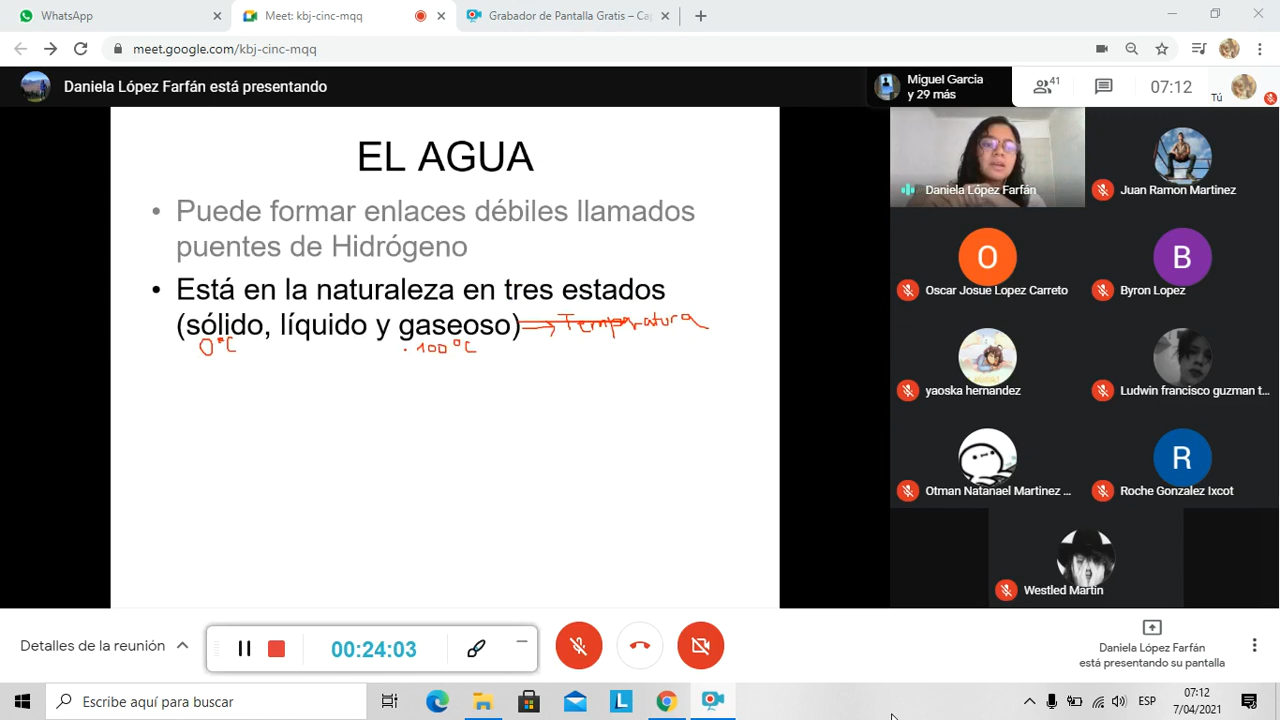 WhatsApp
Meet: kbj-cinc-mqq
Grabador de Pantalla Gratis – Ca
meet.google.com/kbj-cinc-mqq
Daniela López Farfán está presentando
Miguel Garcia
y 29 más
41
07:12
Tú
EL AGUA
• Puede formar enlaces débiles llamados
puentes de Hidrógeno
• Está en la naturaleza en tres estados
(sólido, líquido y gaseoso) Temperatura
0°C
100°C
Daniela López Farfán
Juan Ramon Martinez
O
B
Oscar Josue Lopez Carreto
Byron Lopez
yaoska hernandez
Ludwin francisco guzman t...
R
Otman Natanael Martinez ...
Roche Gonzalez Ixcot
Westled Martin
Detalles de la reunión
00:24:03
Daniela López Farfán
está presentando su pantalla
Escribe aquí para buscar
L
ESP
07:12
7/04/2021